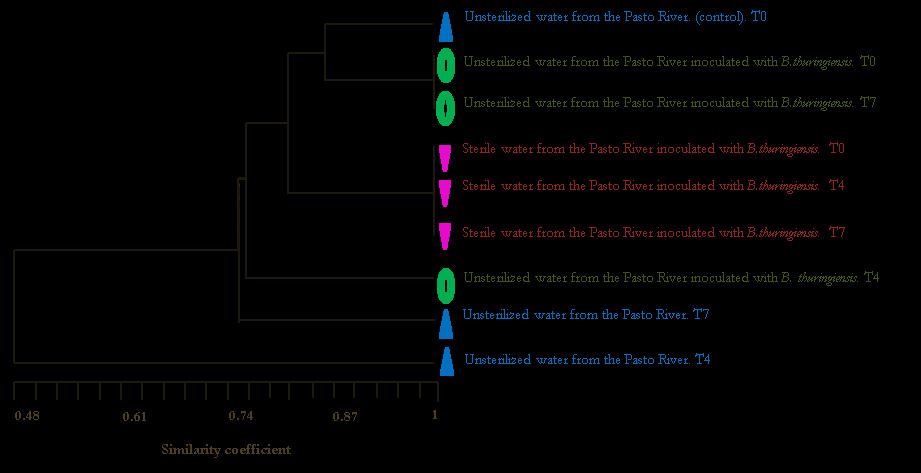 Unsterilized water from the Pasto River. (control). T0
Unsterilized water from the Pasto River inoculated with B.thuringiensis. T0
Unsterilized water from the Pasto River inoculated with B.thuringiensis. T7
Sterile water from the Pasto River inoculated with B.thuringiensis. T0
Sterile water from the Pasto River inoculated with B.thuringiensis. T4
Sterile water from the Pasto River inoculated with B.thuringiensis. T7
Unsterilized water from the Pasto River inoculated with B. thuringiensis. T4
Unsterilized water from the Pasto River. T7
Unsterilized water from the Pasto River. T4
0.48 0.61 0.74 0.87 1
Similarity coefficient